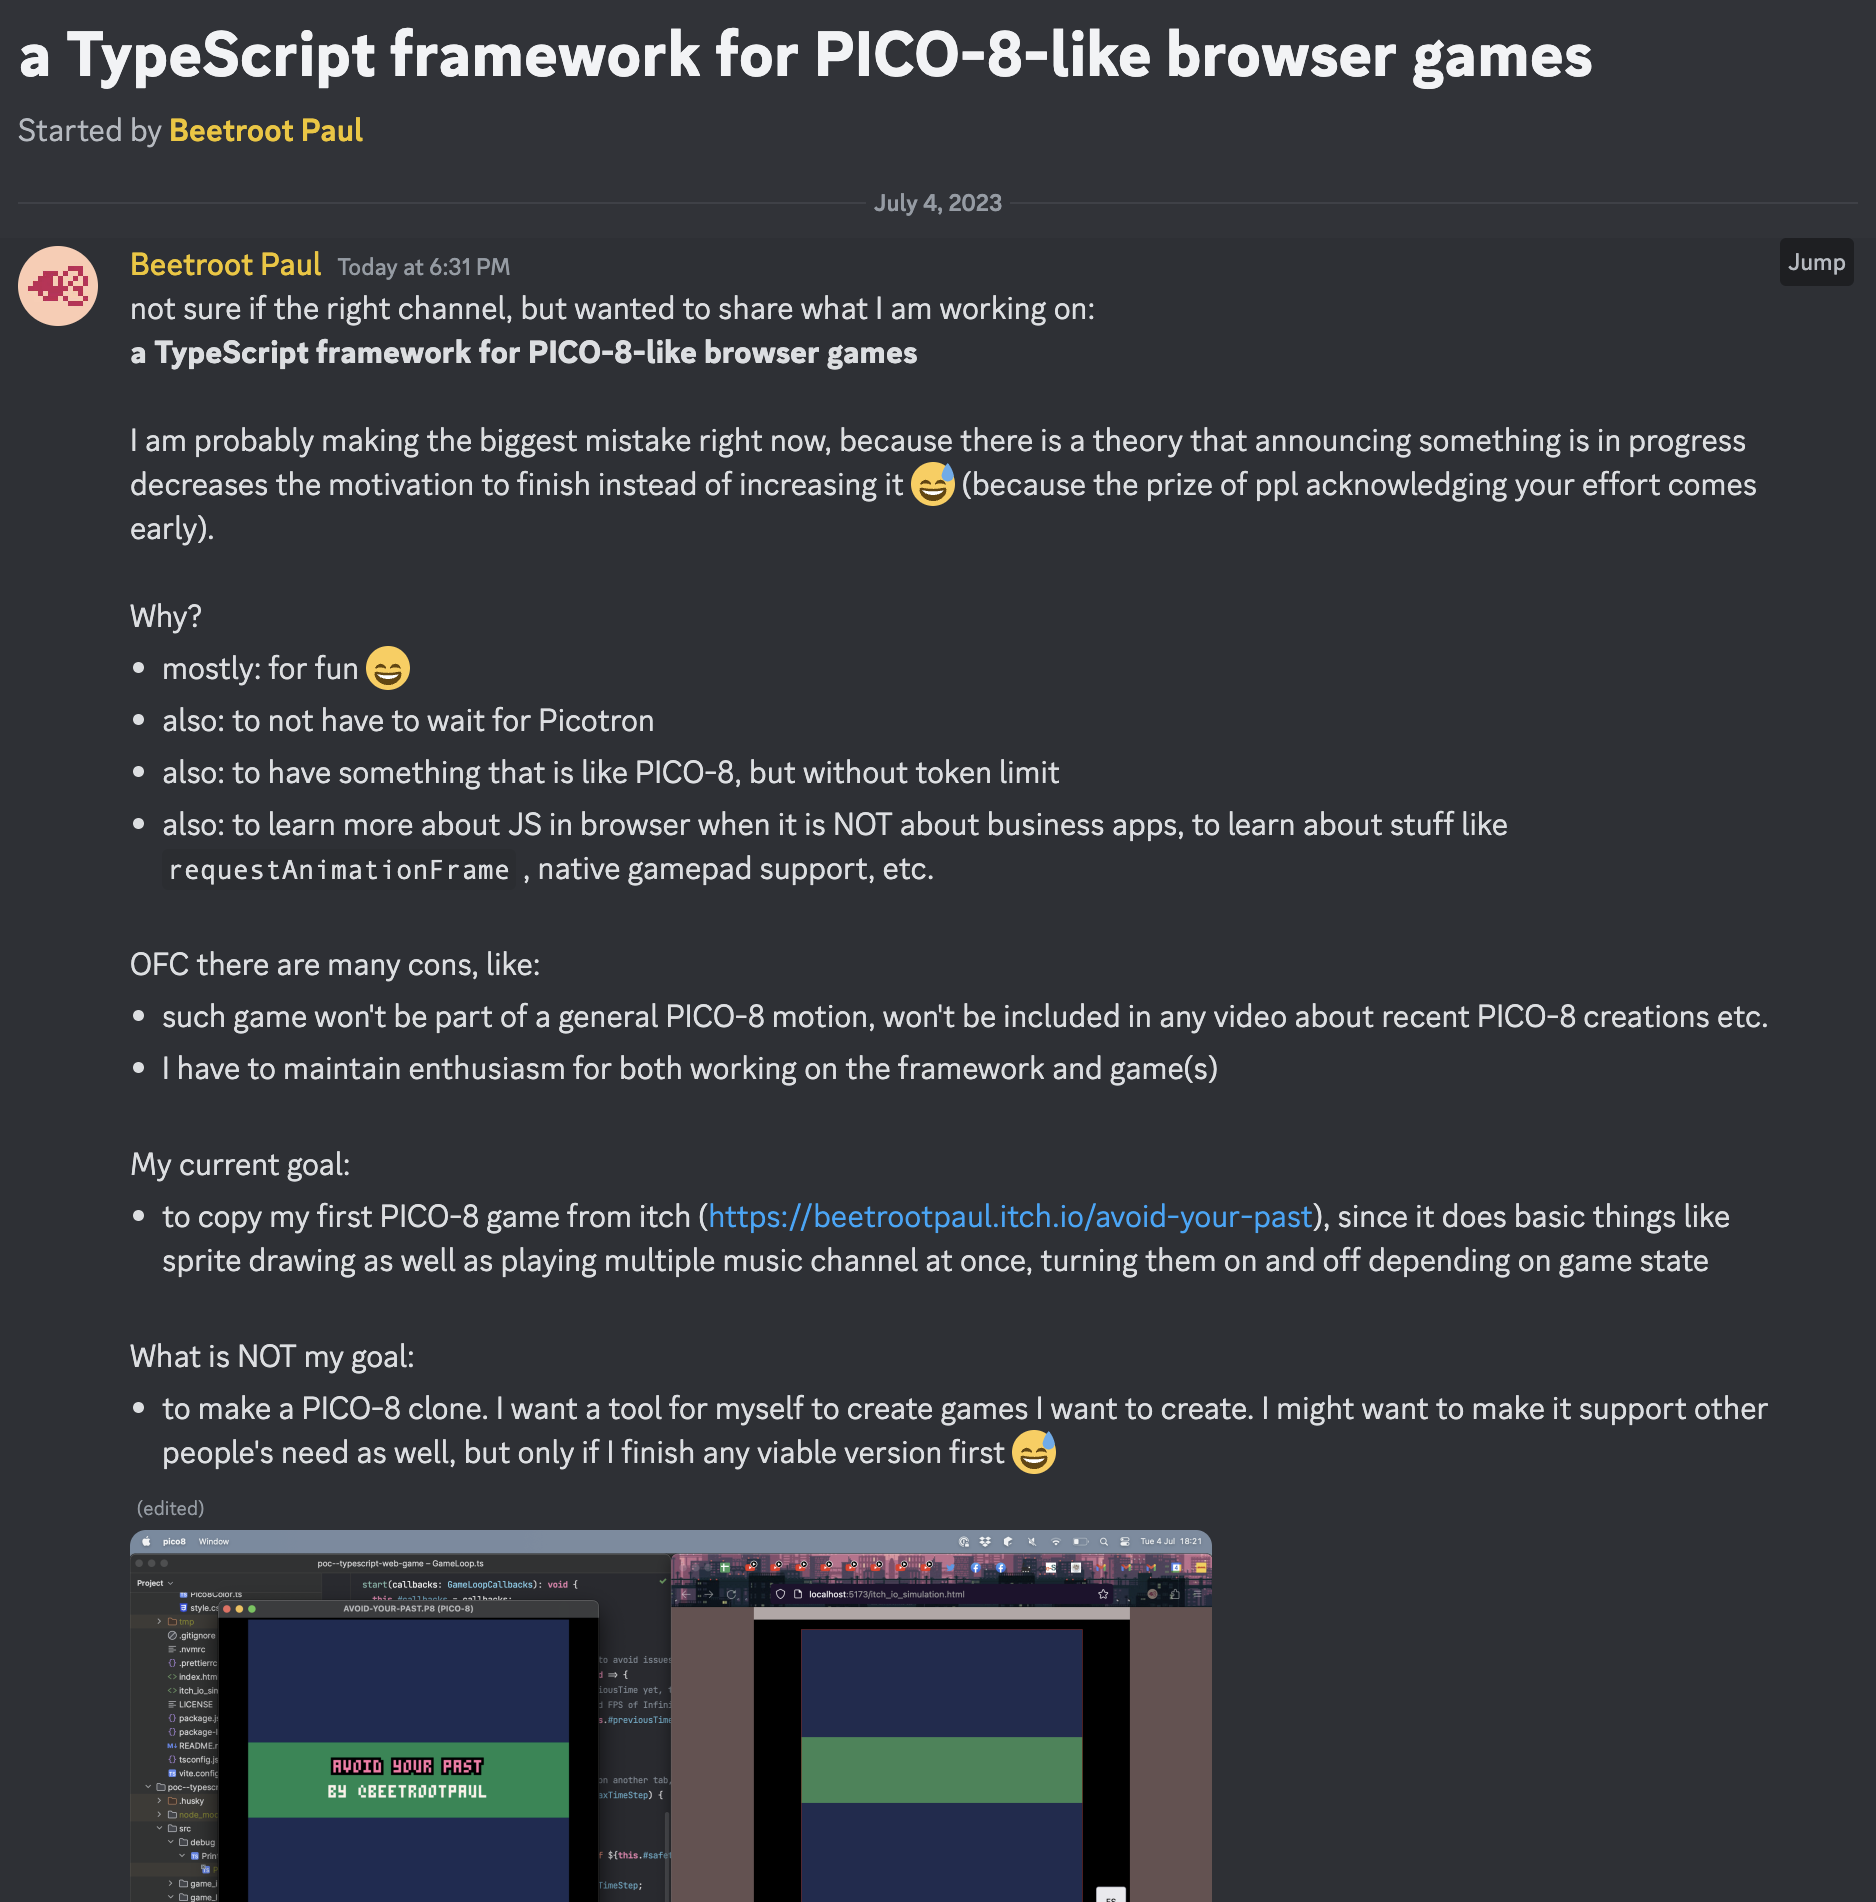 a TypeScript framework for PICO-8-like browser games
Started by Beetroot Paul
July 4, 2023
Beetroot Paul Today at 6:31 PM
Jump
not sure if the right channel, but wanted to share what I am working on:
a TypeScript framework for PICO-8-like browser games
I am probably making the biggest mistake right now, because there is a theory that announcing something is in progress
decreases the motivation to finish instead of increasing it 😅 (because the prize of ppl acknowledging your effort comes
early).
Why?
• mostly: for fun 😄
• also: to not have to wait for Picotron
• also: to have something that is like PICO-8, but without token limit
• also: to learn more about JS in browser when it is NOT about business apps, to learn about stuff like
requestAnimationFrame , native gamepad support, etc.
OFC there are many cons, like:
• such game won't be part of a general PICO-8 motion, won't be included in any video about recent PICO-8 creations etc.
• I have to maintain enthusiasm for both working on the framework and game(s)
My current goal:
• to copy my first PICO-8 game from itch (https://beetrootpaul.itch.io/avoid-your-past), since it does basic things like
sprite drawing as well as playing multiple music channel at once, turning them on and off depending on game state
What is NOT my goal:
• to make a PICO-8 clone. I want a tool for myself to create games I want to create. I might want to make it support other
people's need as well, but only if I finish any viable version first 😅
(edited)
pico8 Window
Tue 4 Jul 18:21
poc--typescript-web-game – GameLoop.ts
Project
start(callbacks: GameLoopCallbacks): void {
style.cs
localhost:5173/itch_io_simulation.html
AVOID-YOUR-PAST.P8 (PICO-8)
tmp
.gitignore
.nvmrc
.prettierrc
index.htm
itch_io_sim
LICENSE
package.js
package-l
README.m
tsconfig.js
vite.config
poc--typescr
.husky
node_mod
src
debug
Prin
game_l
to avoid issues
d ⇒ {
iousTime yet, t
d FPS of Infini
s.#previousTime
AVOID YOUR PAST
BY @BEETROOTPAUL
on another tab,
axTimeStep) {
f ${this.#safet
TimeStep;